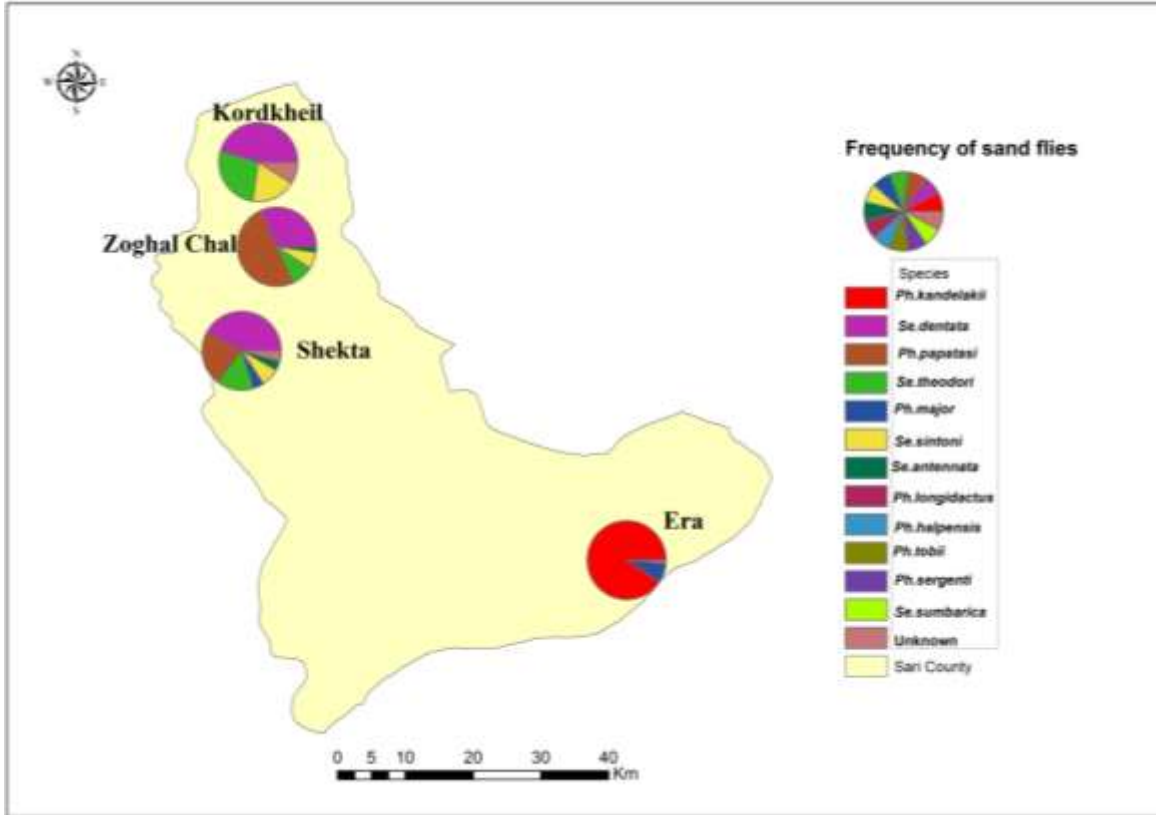 N
W E
S
Kordkheil
Zoghal Chal
Shekta
Era
0 5 10 20 30 40
Km
Frequency of sand flies
Species
Ph.kandelakii
Se.dentata
Ph.papatasi
Se.theodori
Ph.major
Se.sintoni
Se.antennata
Ph.longidactus
Ph.halpensis
Ph.tobii
Ph.sergenti
Se.sumbarica
Unknown
Sari County